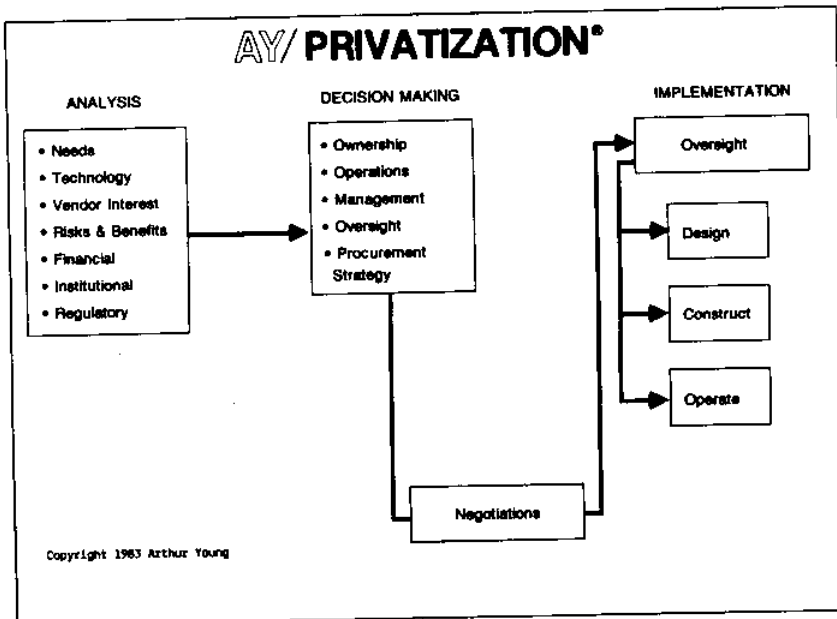 AY/PRIVATIZATION®
ANALYSIS
• Needs
• Technology
• Vendor Interest
• Risks & Benefits
• Financial
• Institutional
• Regulatory
DECISION MAKING
• Ownership
• Operations
• Management
• Oversight
• Procurement
Strategy
IMPLEMENTATION
Oversight
Design
Construct
Operate
Negotiations
Copyright 1983 Arthur Young